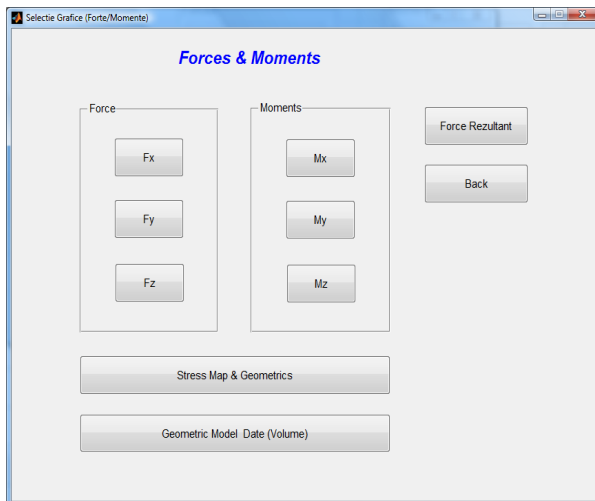 Selectie Grafice (Forte/Momente)
Forces & Moments
Force
Fx
Fy
Fz
Moments
Mx
My
Mz
Force Rezultant
Back
Stress Map & Geometrics
Geometric Model Date (Volume)